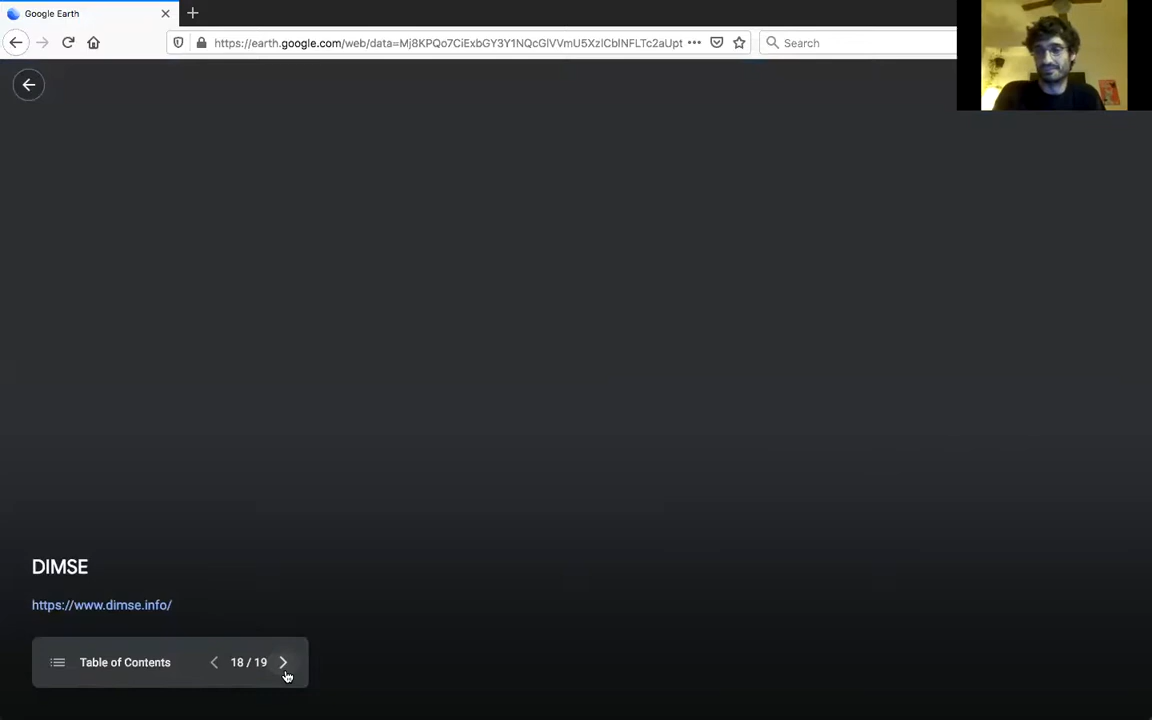 Google Earth
https://earth.google.com/web/data=Mj8KPQo7CiExbGY3Y1NQcGlVVmU5XzlCblNFLTc2aUpt
Search
DIMSE
https://www.dimse.info/
Table of Contents
18 / 19